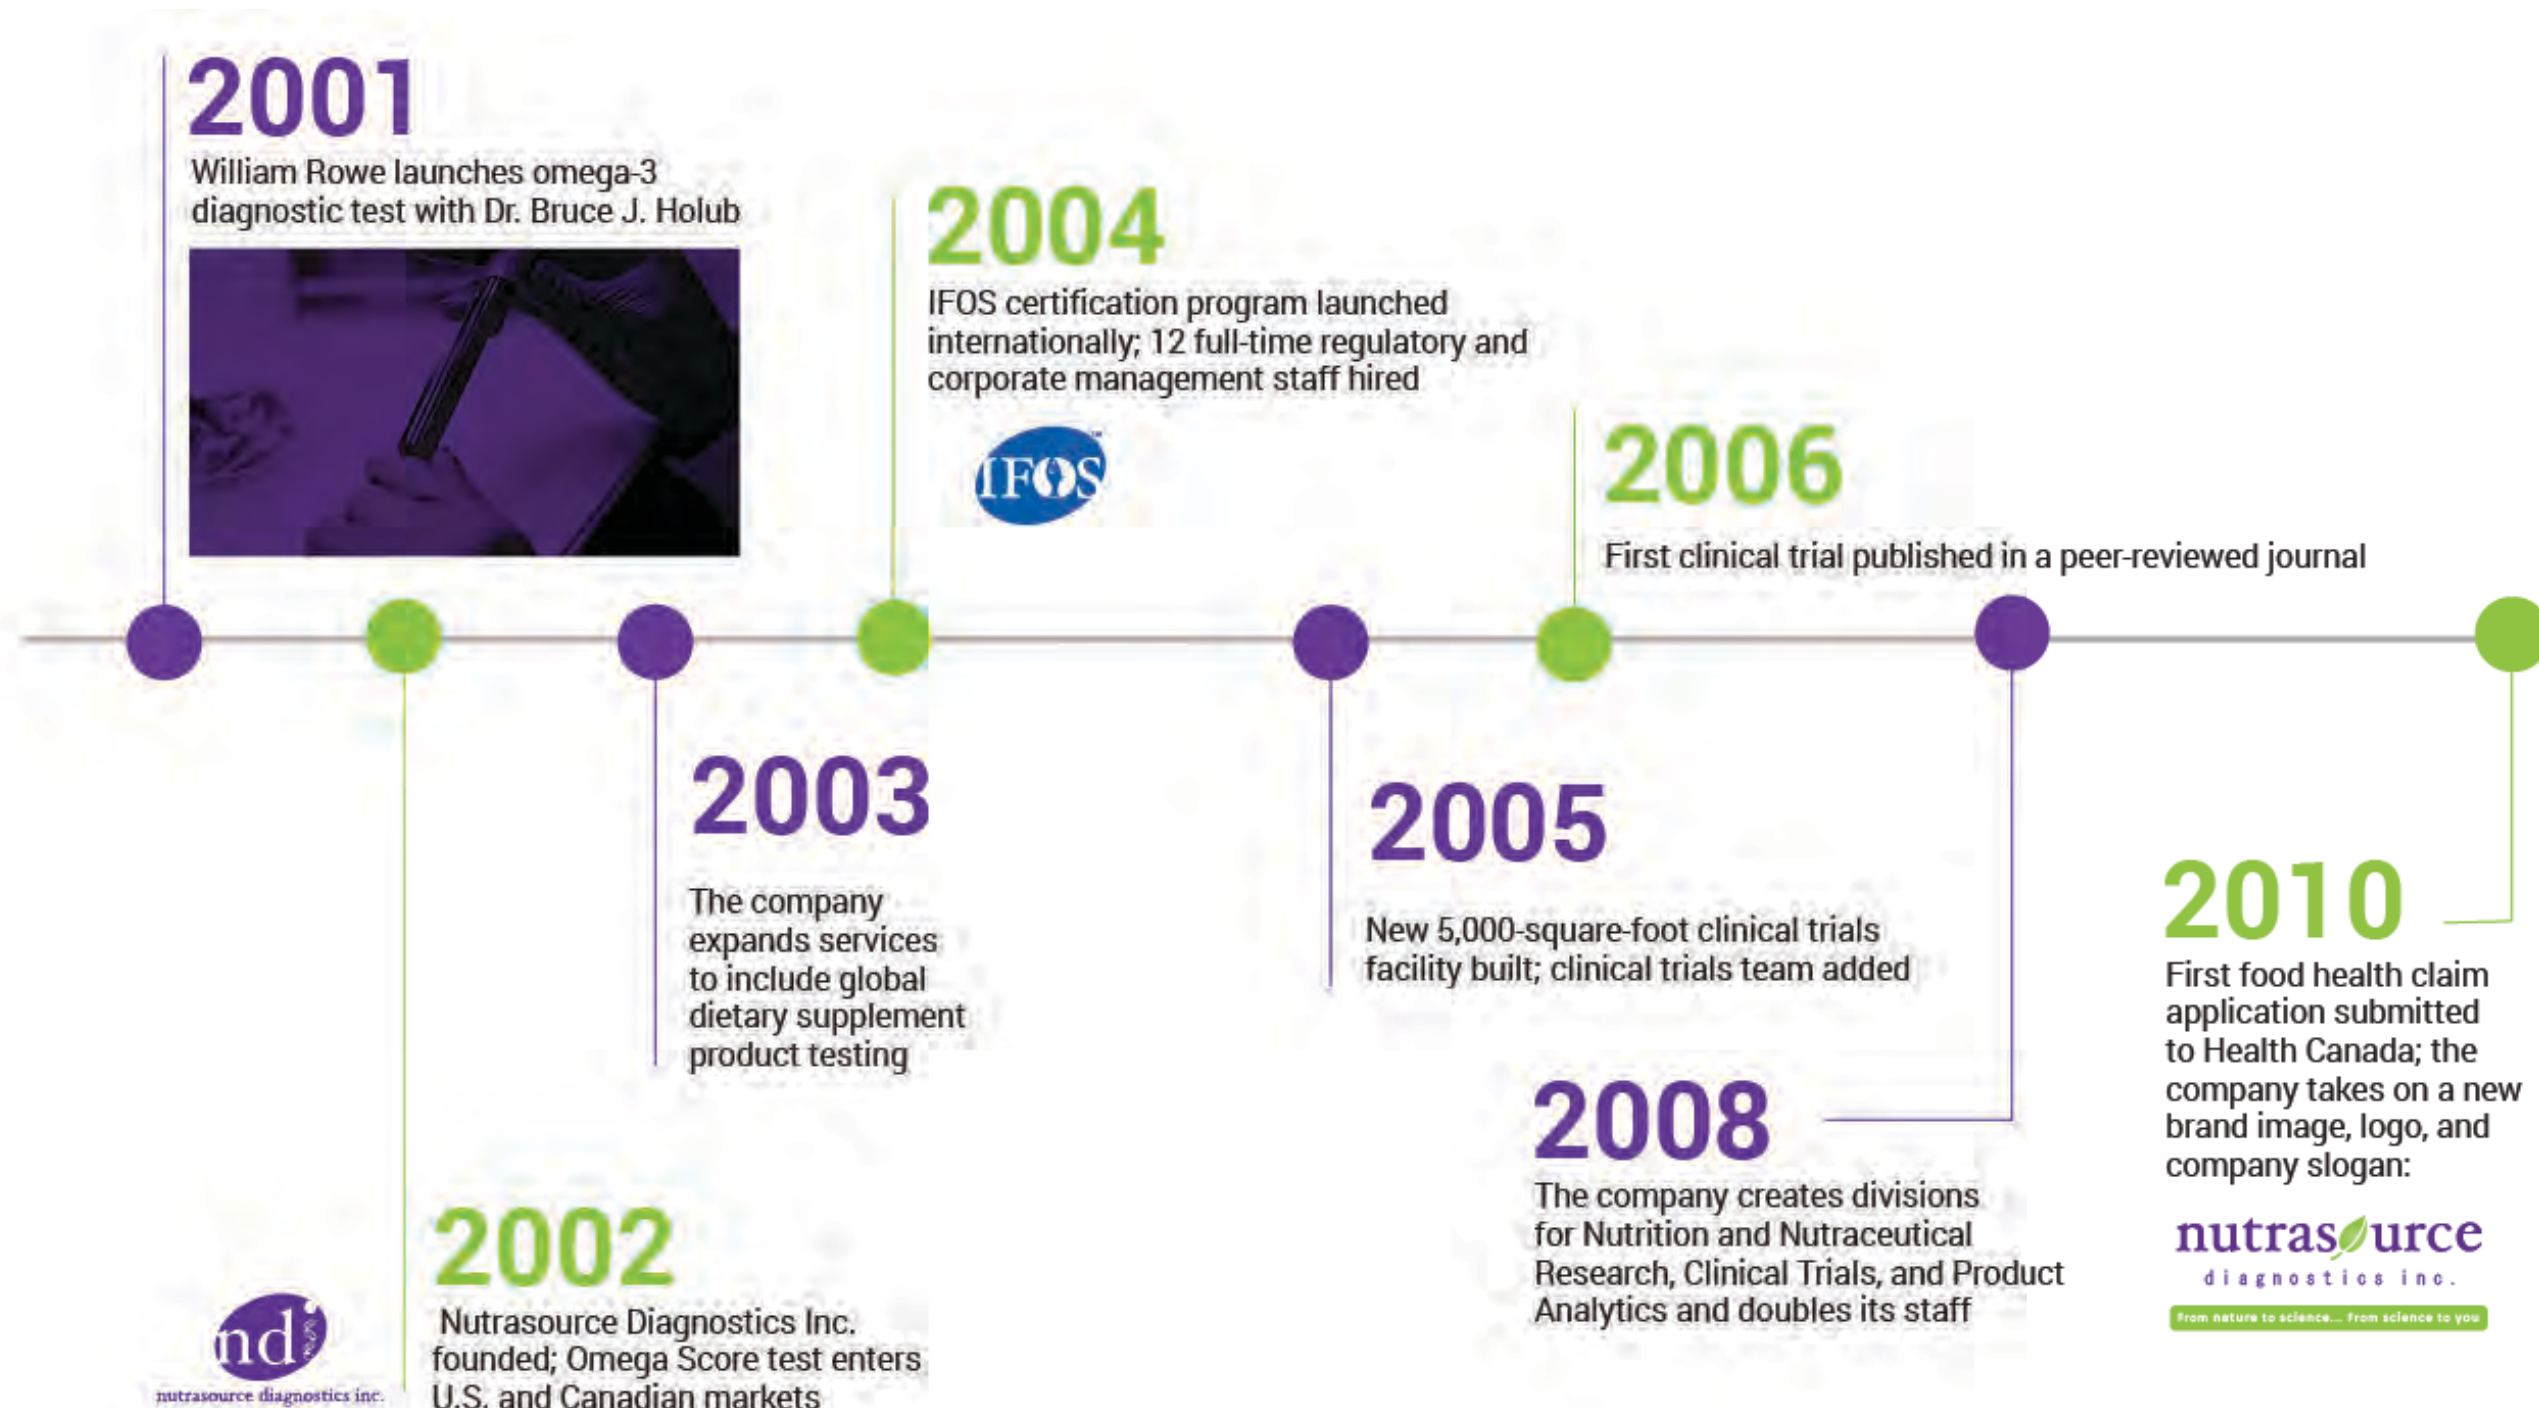 2001
William Rowe launches omega-3
diagnostic test with Dr. Bruce J. Holub
2004
IFOS certification program launched
internationally; 12 full-time regulatory and
corporate management staff hired
IFOS
2006
First clinical trial published in a peer-reviewed journal
2003
The company
expands services
to include global
dietary supplement
product testing
2005
New 5,000-square-foot clinical trials
facility built; clinical trials team added
2010
First food health claim
application submitted
to Health Canada; the
company takes on a new
brand image, logo, and
company slogan:
nutrasource
diagnostics inc.
From nature to science... From science to you
2008
The company creates divisions
for Nutrition and Nutraceutical
Research, Clinical Trials, and Product
Analytics and doubles its staff
2002
Nutrasource Diagnostics Inc.
founded; Omega Score test enters
U.S. and Canadian markets
ndi
nutrasource diagnostics inc.